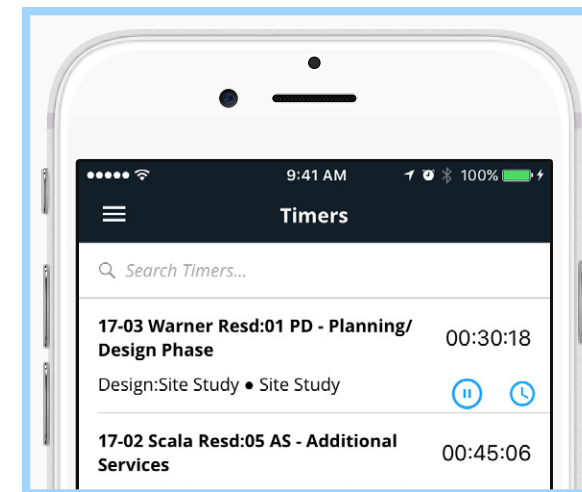 9:41 AM 100%
Timers
Search Timers...
17-03 Warner Resd:01 PD - Planning/
Design Phase
00:30:18
Design:Site Study ● Site Study
17-02 Scala Resd:05 AS - Additional
Services
00:45:06